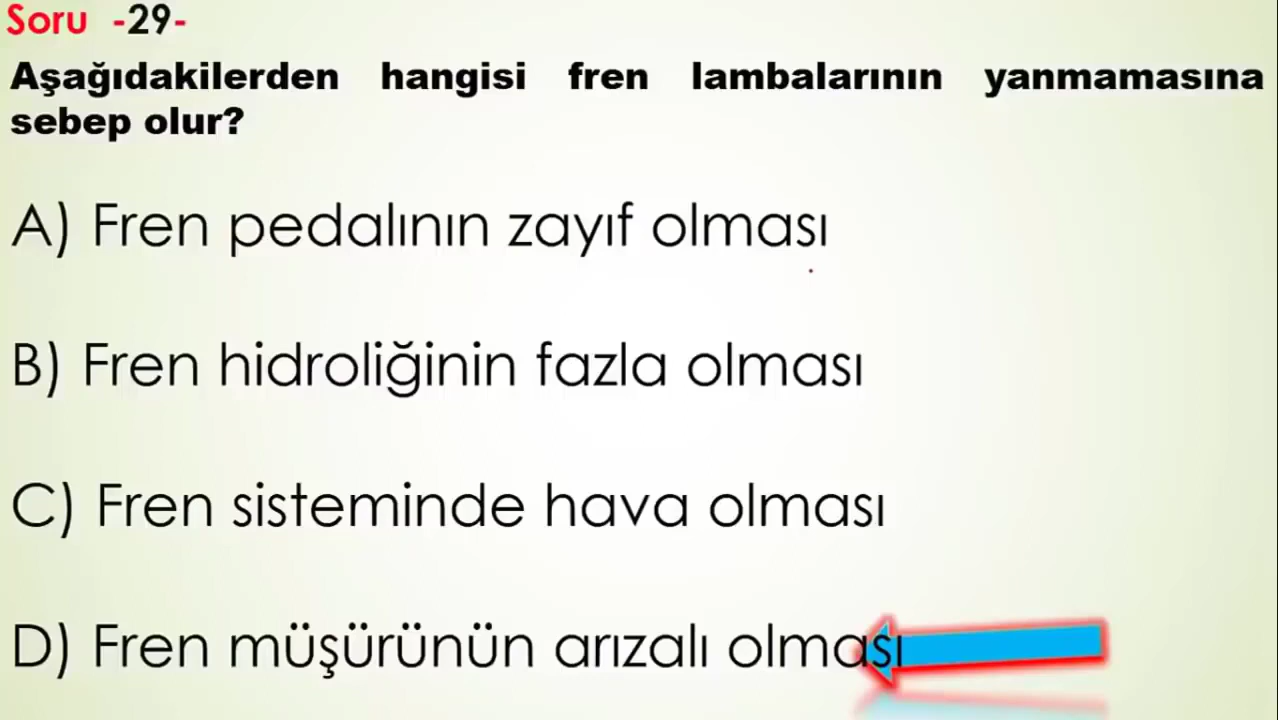 Soru -29-
Aşağıdakilerden hangisi fren lambalarının yanmamasına
sebep olur?
A) Fren pedalının zayıf olması
B) Fren hidroliğinin fazla olması
C) Fren sisteminde hava olması
D) Fren müşürünün arızalı olması